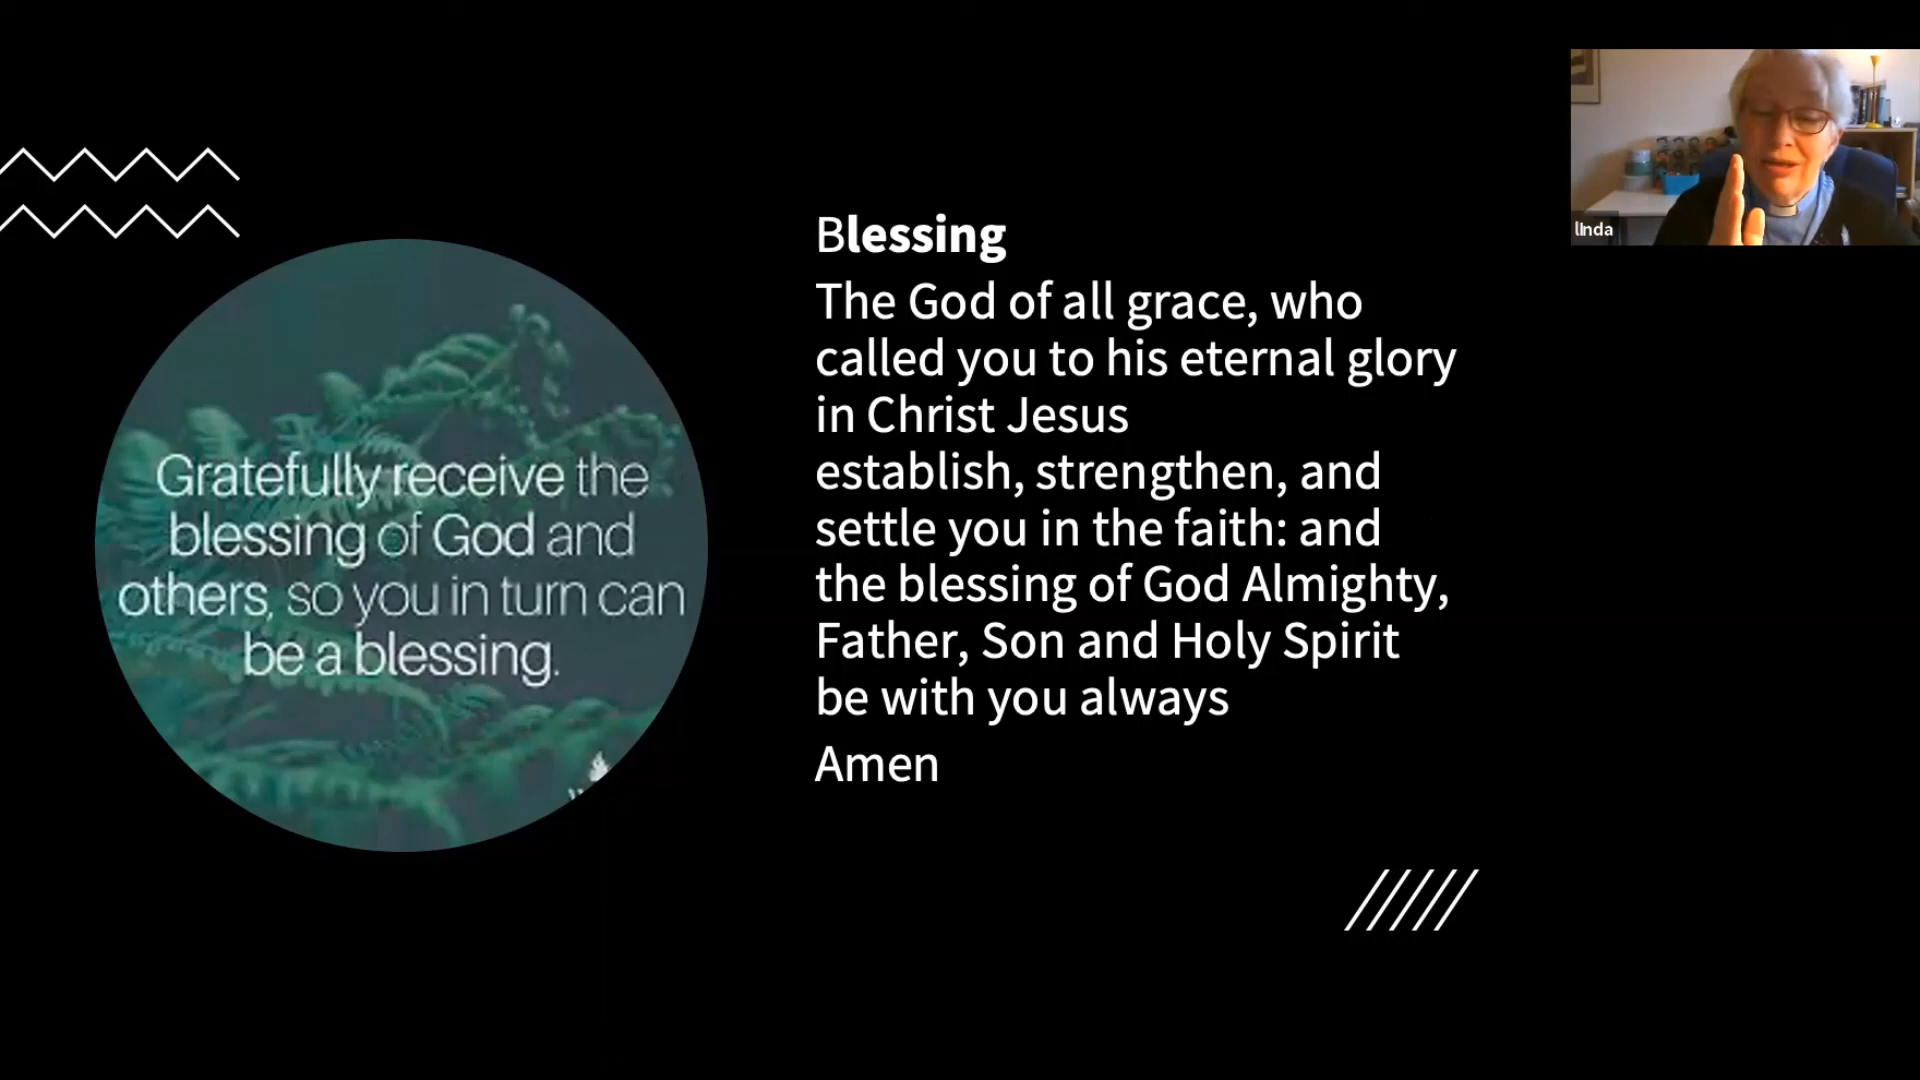 Gratefully receive the
blessing of God and
others, so you in turn can
be a blessing.
Blessing
The God of all grace, who
called you to his eternal glory
in Christ Jesus
establish, strengthen, and
settle you in the faith: and
the blessing of God Almighty,
Father, Son and Holy Spirit
be with you always
Amen
lInda